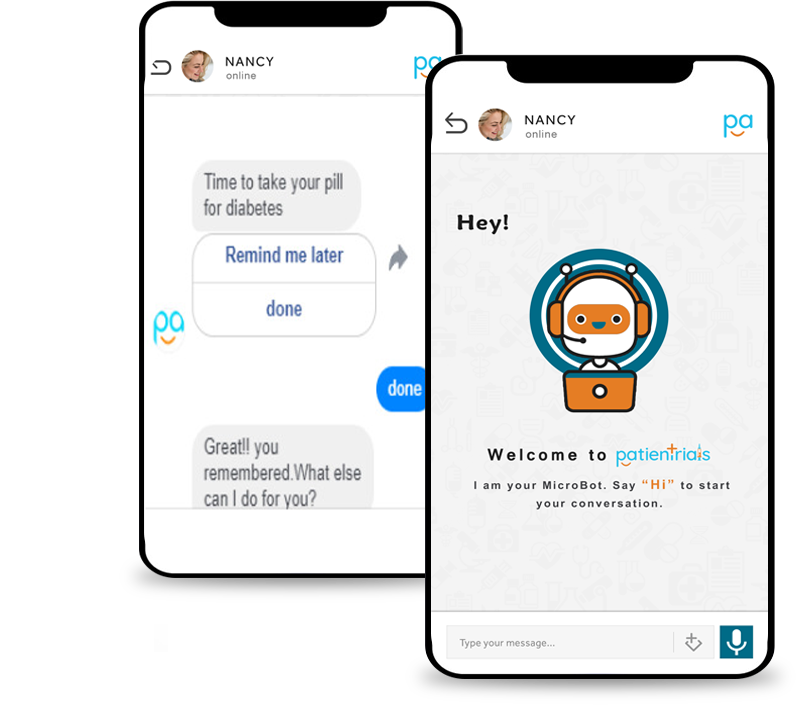 NANCY
online
pa
Time to take your pill
for diabetes
Remind me later
done
pa
done
Great!! you
remembered.What else
can I do for you?
NANCY
online
pa
Hey!
Welcome to patientrials
I am your MicroBot. Say “Hi” to start
your conversation.
Type your message...